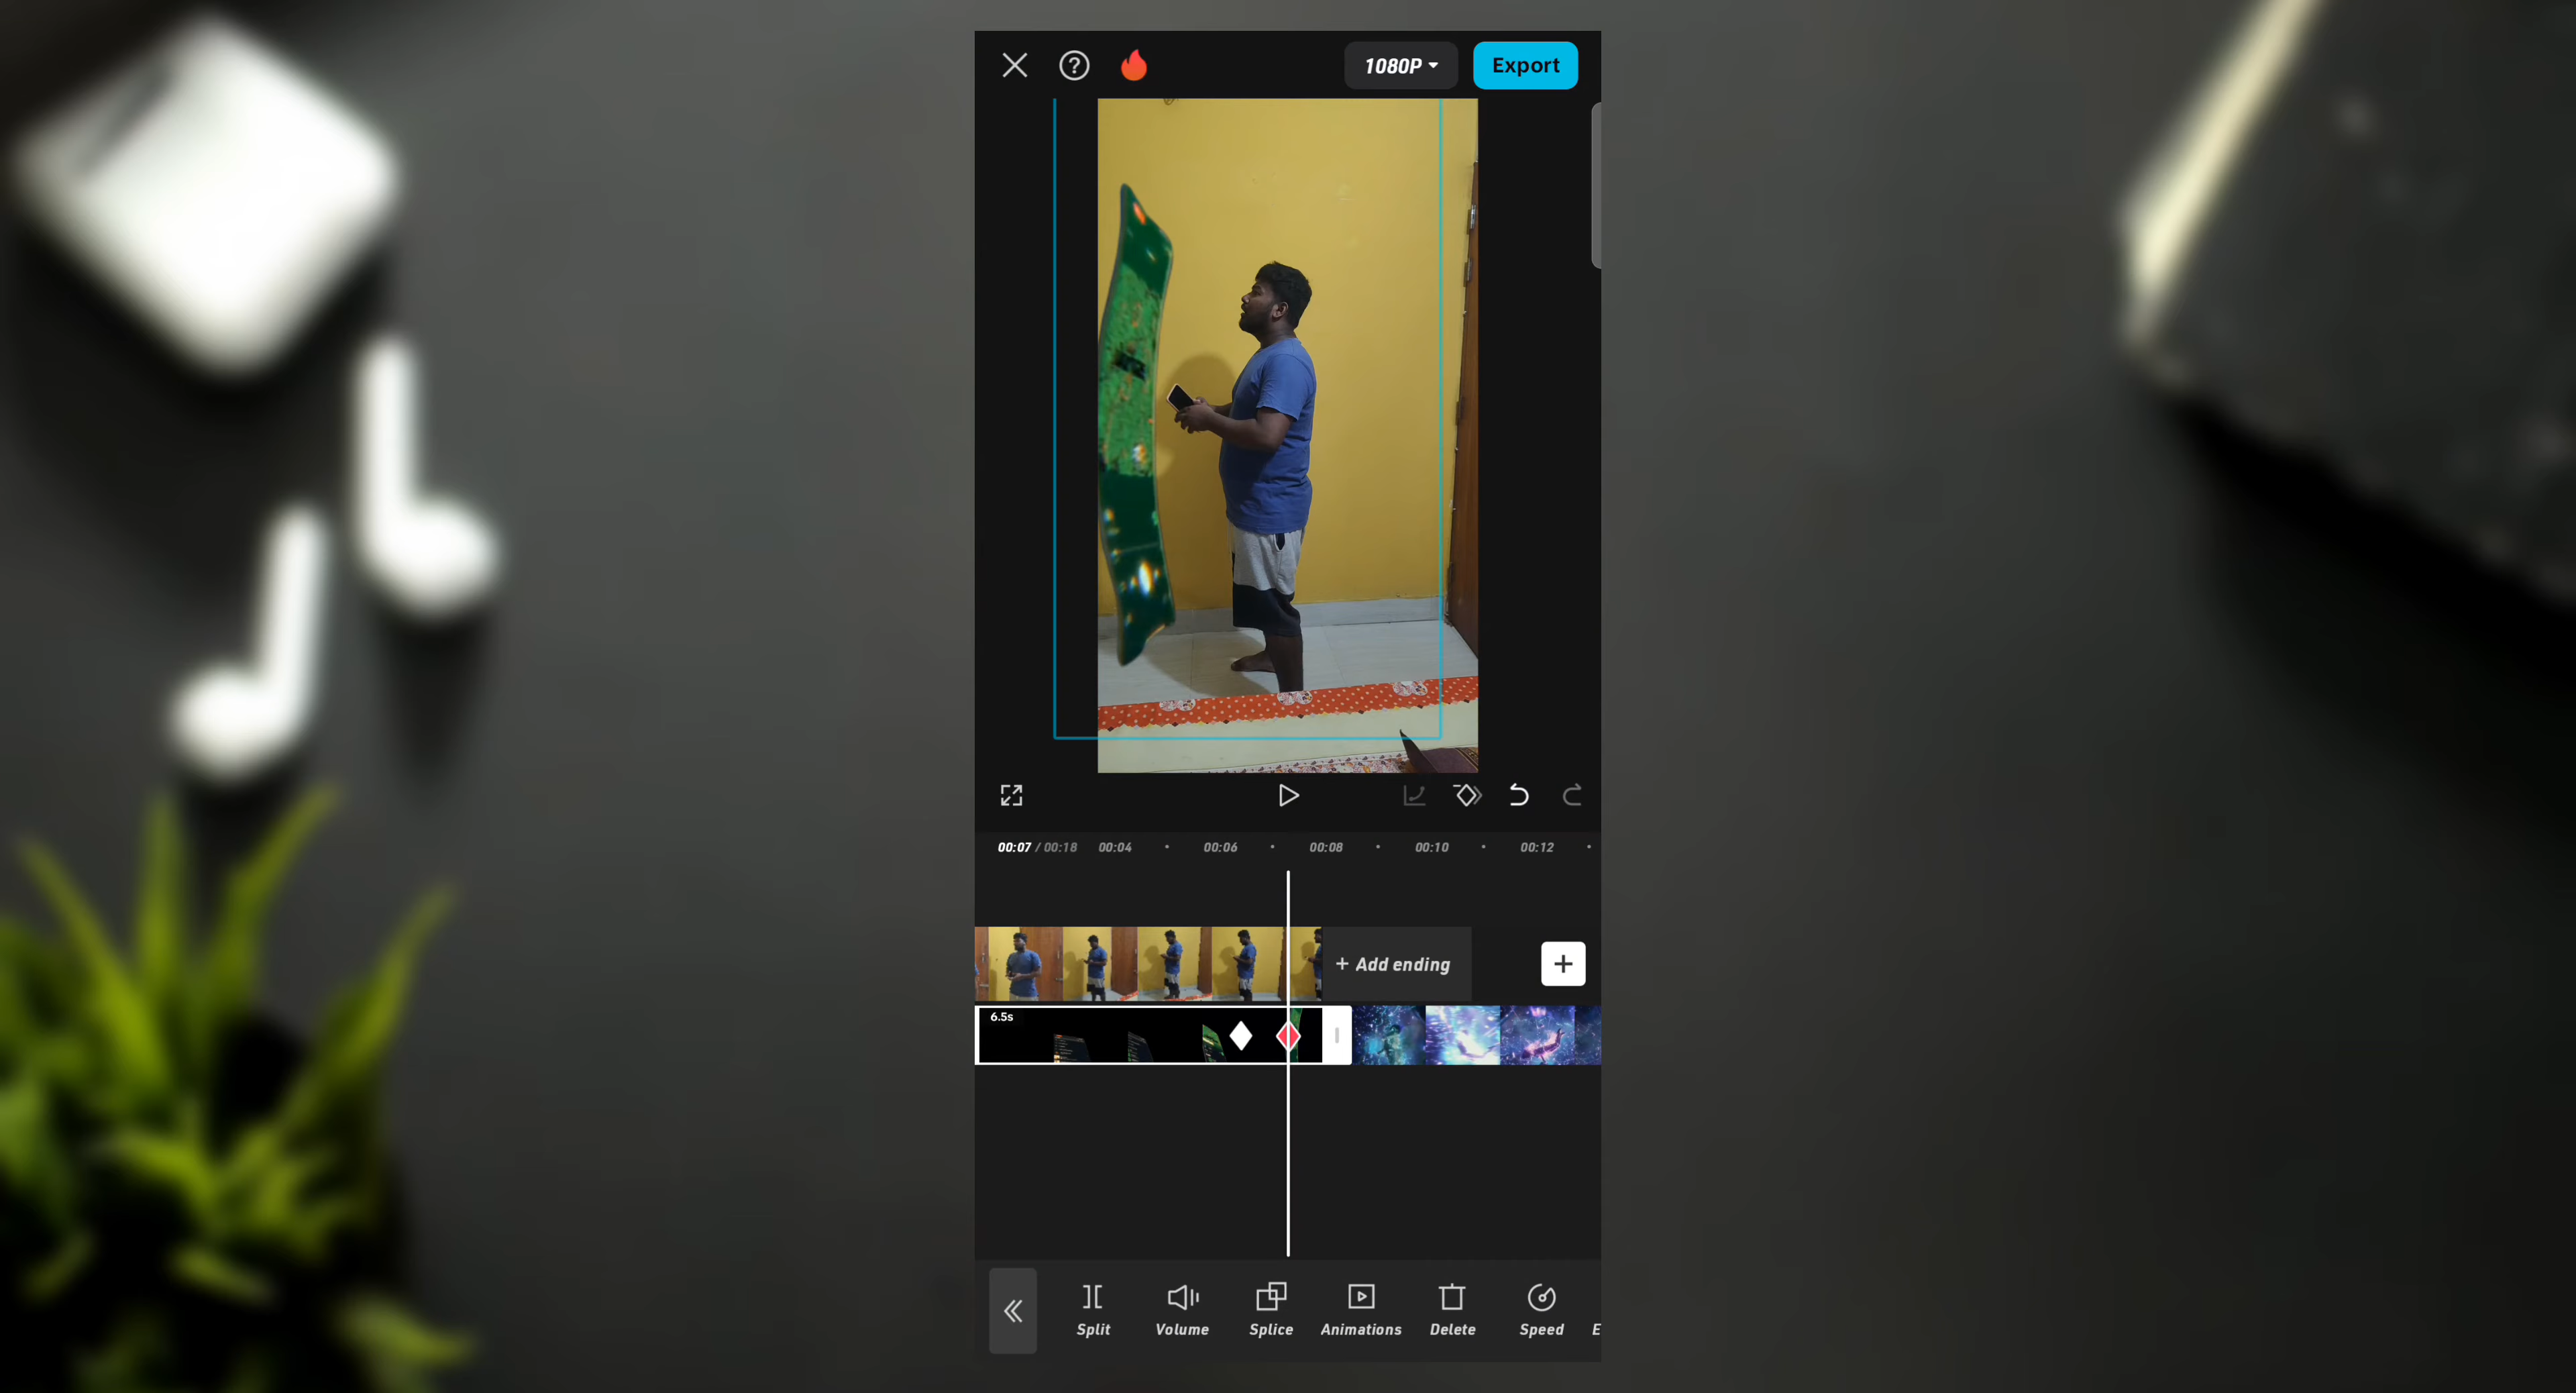 1080P Export
00:07 / 00:18 00:04 00:06 00:08 00:10 00:12
+ Add ending
6.5s
Split Volume Splice Animations Delete Speed E